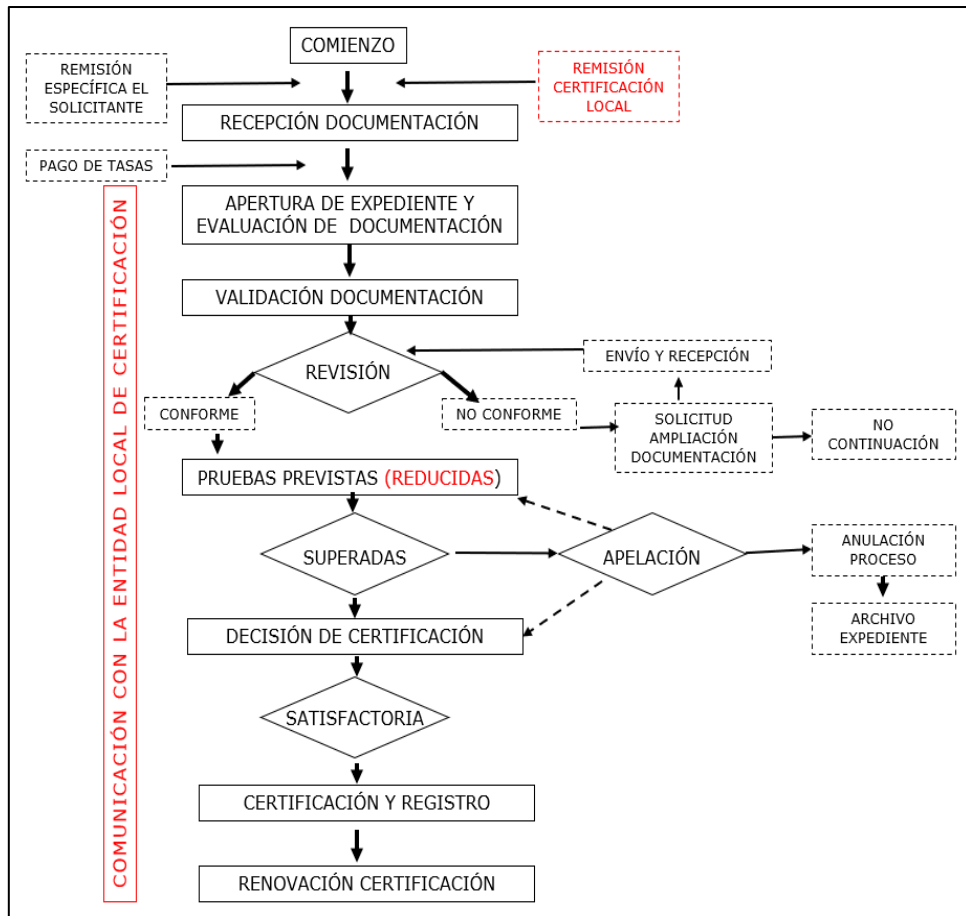 COMIENZO
REMISIÓN
ESPECÍFICA EL
SOLICITANTE
REMISIÓN
CERTIFICACIÓN
LOCAL
RECEPCIÓN DOCUMENTACIÓN
PAGO DE TASAS
APERTURA DE EXPEDIENTE Y
EVALUACIÓN DE DOCUMENTACIÓN
COMUNICACIÓN CON LA ENTIDAD LOCAL DE CERTIFICACIÓN
VALIDACIÓN DOCUMENTACIÓN
REVISIÓN
ENVÍO Y RECEPCIÓN
CONFORME
NO CONFORME
SOLICITUD
AMPLIACIÓN
DOCUMENTACIÓN
NO
CONTINUACIÓN
PRUEBAS PREVISTAS (REDUCIDAS)
SUPERADAS
APELACIÓN
ANULACIÓN
PROCESO
ARCHIVO
EXPEDIENTE
DECISIÓN DE CERTIFICACIÓN
SATISFACTORIA
CERTIFICACIÓN Y REGISTRO
RENOVACIÓN CERTIFICACIÓN